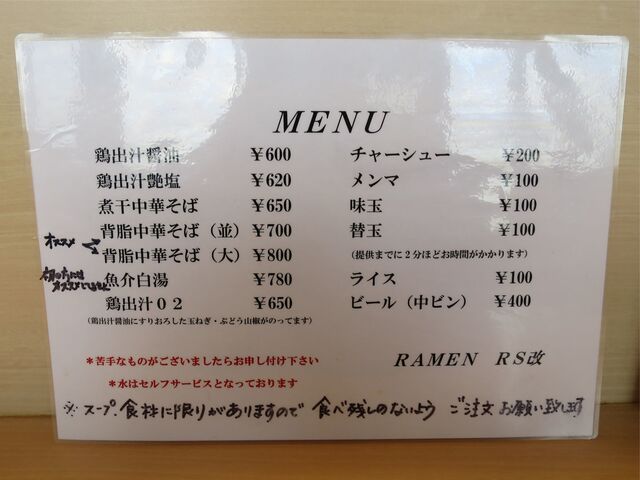 MENU
鶏出汁醤油 ￥600
鶏出汁艶塩 ￥620
煮干中華そば ￥650
オススメ 背脂中華そば（並）￥700
背脂中華そば（大）￥800
魚介白湯 ￥780
オススメしません
鶏出汁０２ ￥650
（鶏出汁醤油にすりおろした玉ねぎ・ぶどう山椒がのってます）
チャーシュー ￥200
メンマ ￥100
味玉 ￥100
替玉 ￥100
（提供までに２分ほどお時間がかかります）
ライス ￥100
ビール（中ビン）￥400
＊苦手なものがございましたらお申し付け下さい
＊水はセルフサービスとなっております
RAMEN RS改
※スープ、食材に限りがありますので 食べ残しのないよう ご注文 お願い致します